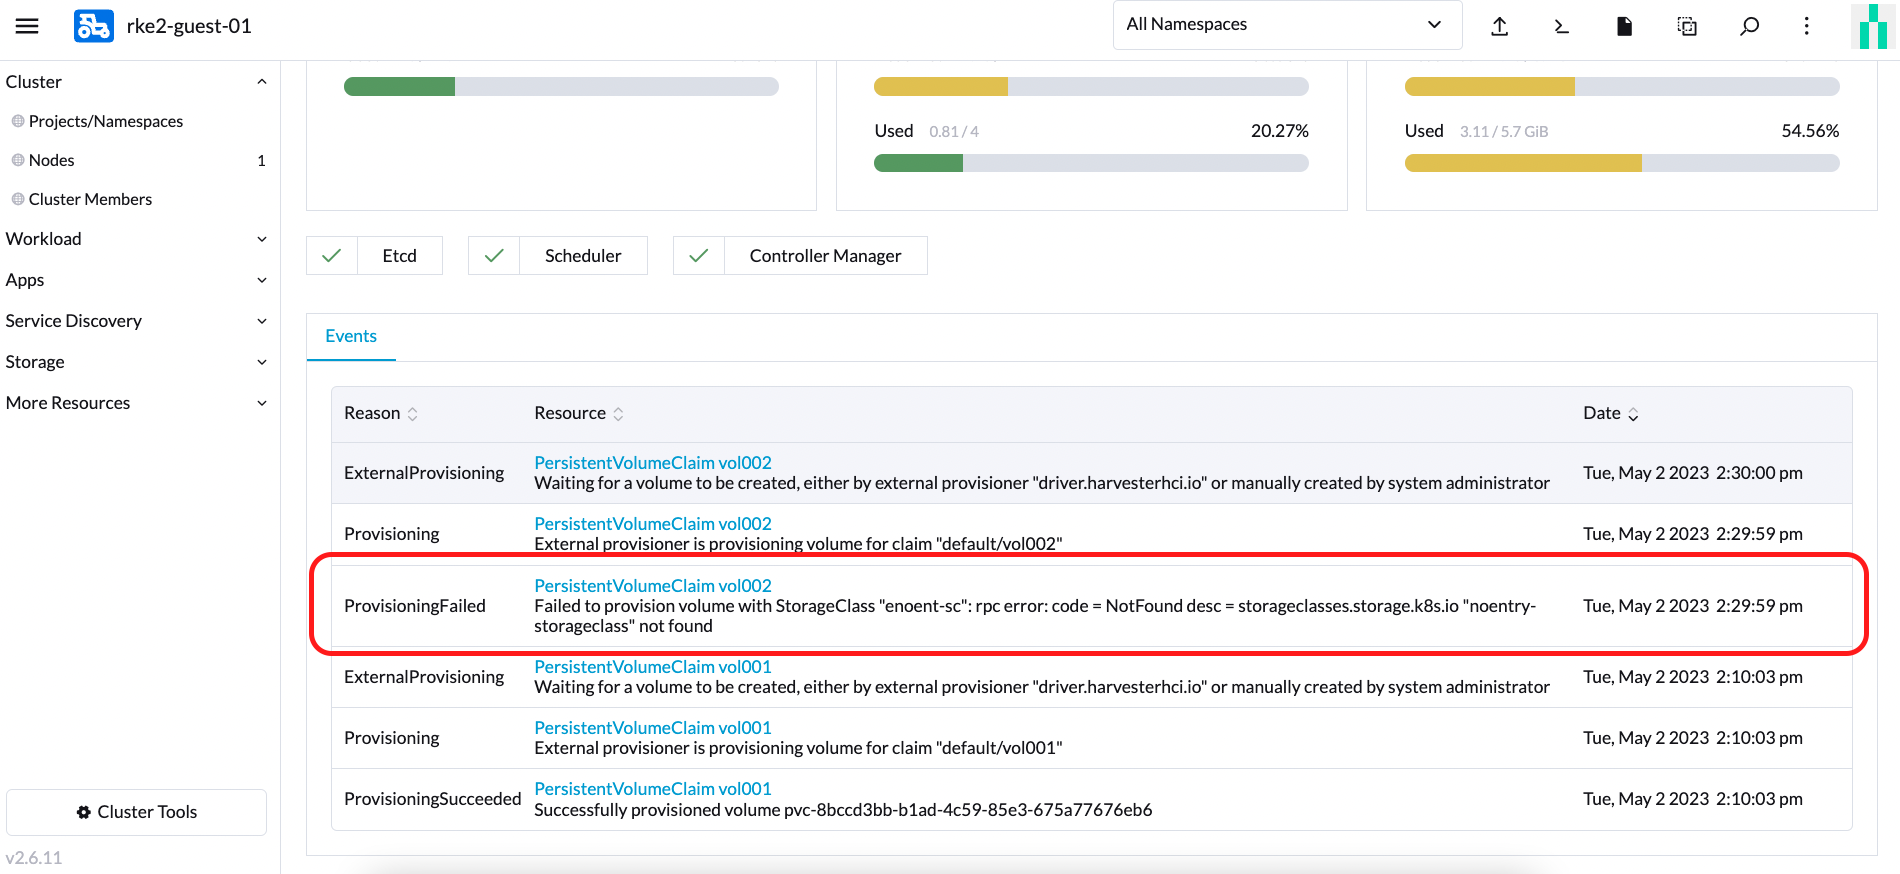 rke2-guest-01
All Namespaces
Cluster
Projects/Namespaces
Nodes 1
Cluster Members
Workload
Apps
Service Discovery
Storage
More Resources
Cluster Tools
v2.6.11
Used 0.81 / 4 20.27%
Used 3.11 / 5.7 GiB 54.56%
Etcd
Scheduler
Controller Manager
Events
Reason Resource Date
ExternalProvisioning
PersistentVolumeClaim vol002
Waiting for a volume to be created, either by external provisioner "driver.harvesterhci.io" or manually created by system administrator
Tue, May 2 2023 2:30:00 pm
Provisioning
PersistentVolumeClaim vol002
External provisioner is provisioning volume for claim "default/vol002"
Tue, May 2 2023 2:29:59 pm
ProvisioningFailed
PersistentVolumeClaim vol002
Failed to provision volume with StorageClass "enoent-sc": rpc error: code = NotFound desc = storageclasses.storage.k8s.io "noentry-
storageclass" not found
Tue, May 2 2023 2:29:59 pm
ExternalProvisioning
PersistentVolumeClaim vol001
Waiting for a volume to be created, either by external provisioner "driver.harvesterhci.io" or manually created by system administrator
Tue, May 2 2023 2:10:03 pm
Provisioning
PersistentVolumeClaim vol001
External provisioner is provisioning volume for claim "default/vol001"
Tue, May 2 2023 2:10:03 pm
ProvisioningSucceeded
PersistentVolumeClaim vol001
Successfully provisioned volume pvc-8bccd3bb-b1ad-4c59-85e3-675a77676eb6
Tue, May 2 2023 2:10:03 pm